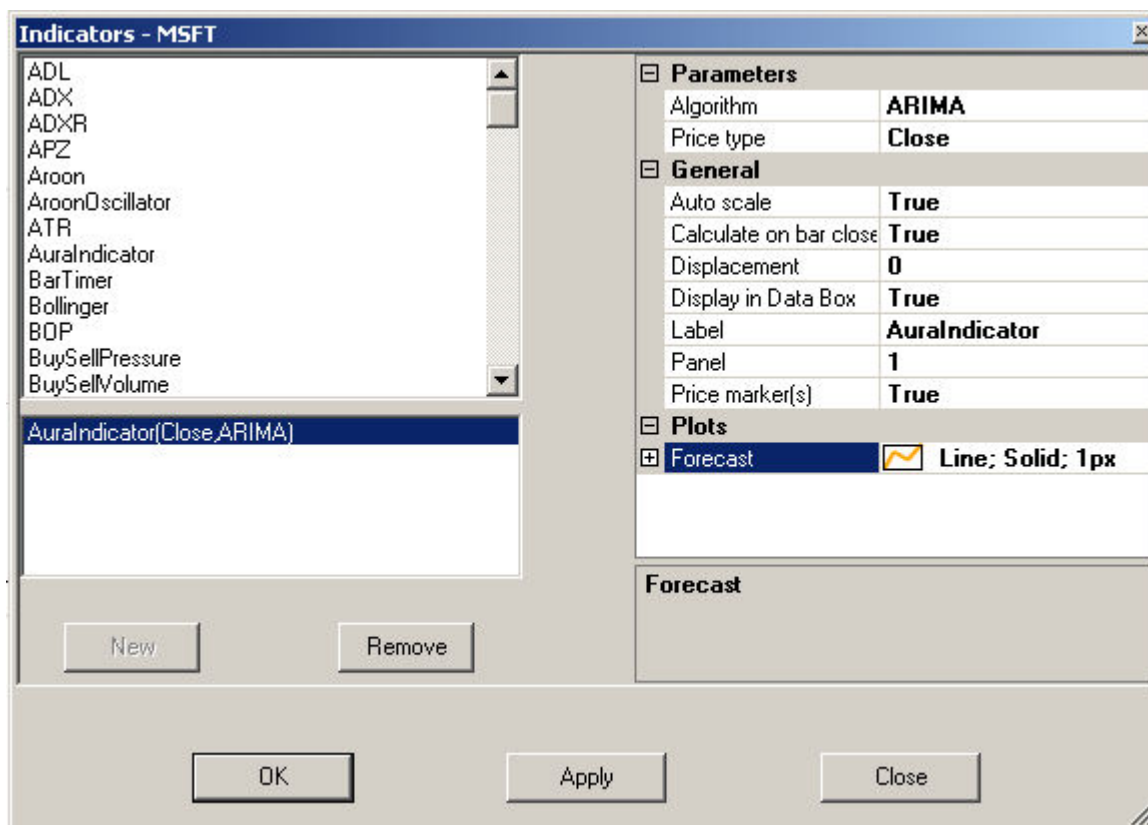 Indicators - MSFT
ADL
ADX
ADXR
APZ
Aroon
AroonOscillator
ATR
AuraIndicator
BarTimer
Bollinger
BOP
BuySellPressure
BuySellVolume
AuraIndicator(Close,ARIMA)
New
Remove
Parameters
Algorithm ARIMA
Price type Close
General
Auto scale True
Calculate on bar close True
Displacement 0
Display in Data Box True
Label AuraIndicator
Panel 1
Price marker(s) True
Plots
Forecast Line; Solid; 1px
Forecast
OK
Apply
Close